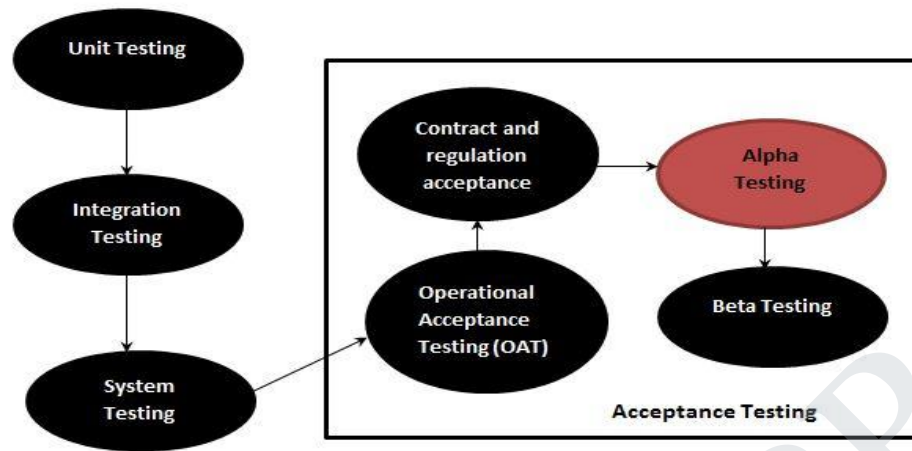 Unit Testing
Integration
Testing
System
Testing
Operational
Acceptance
Testing (OAT)
Contract and
regulation
acceptance
Alpha
Testing
Beta Testing
Acceptance Testing